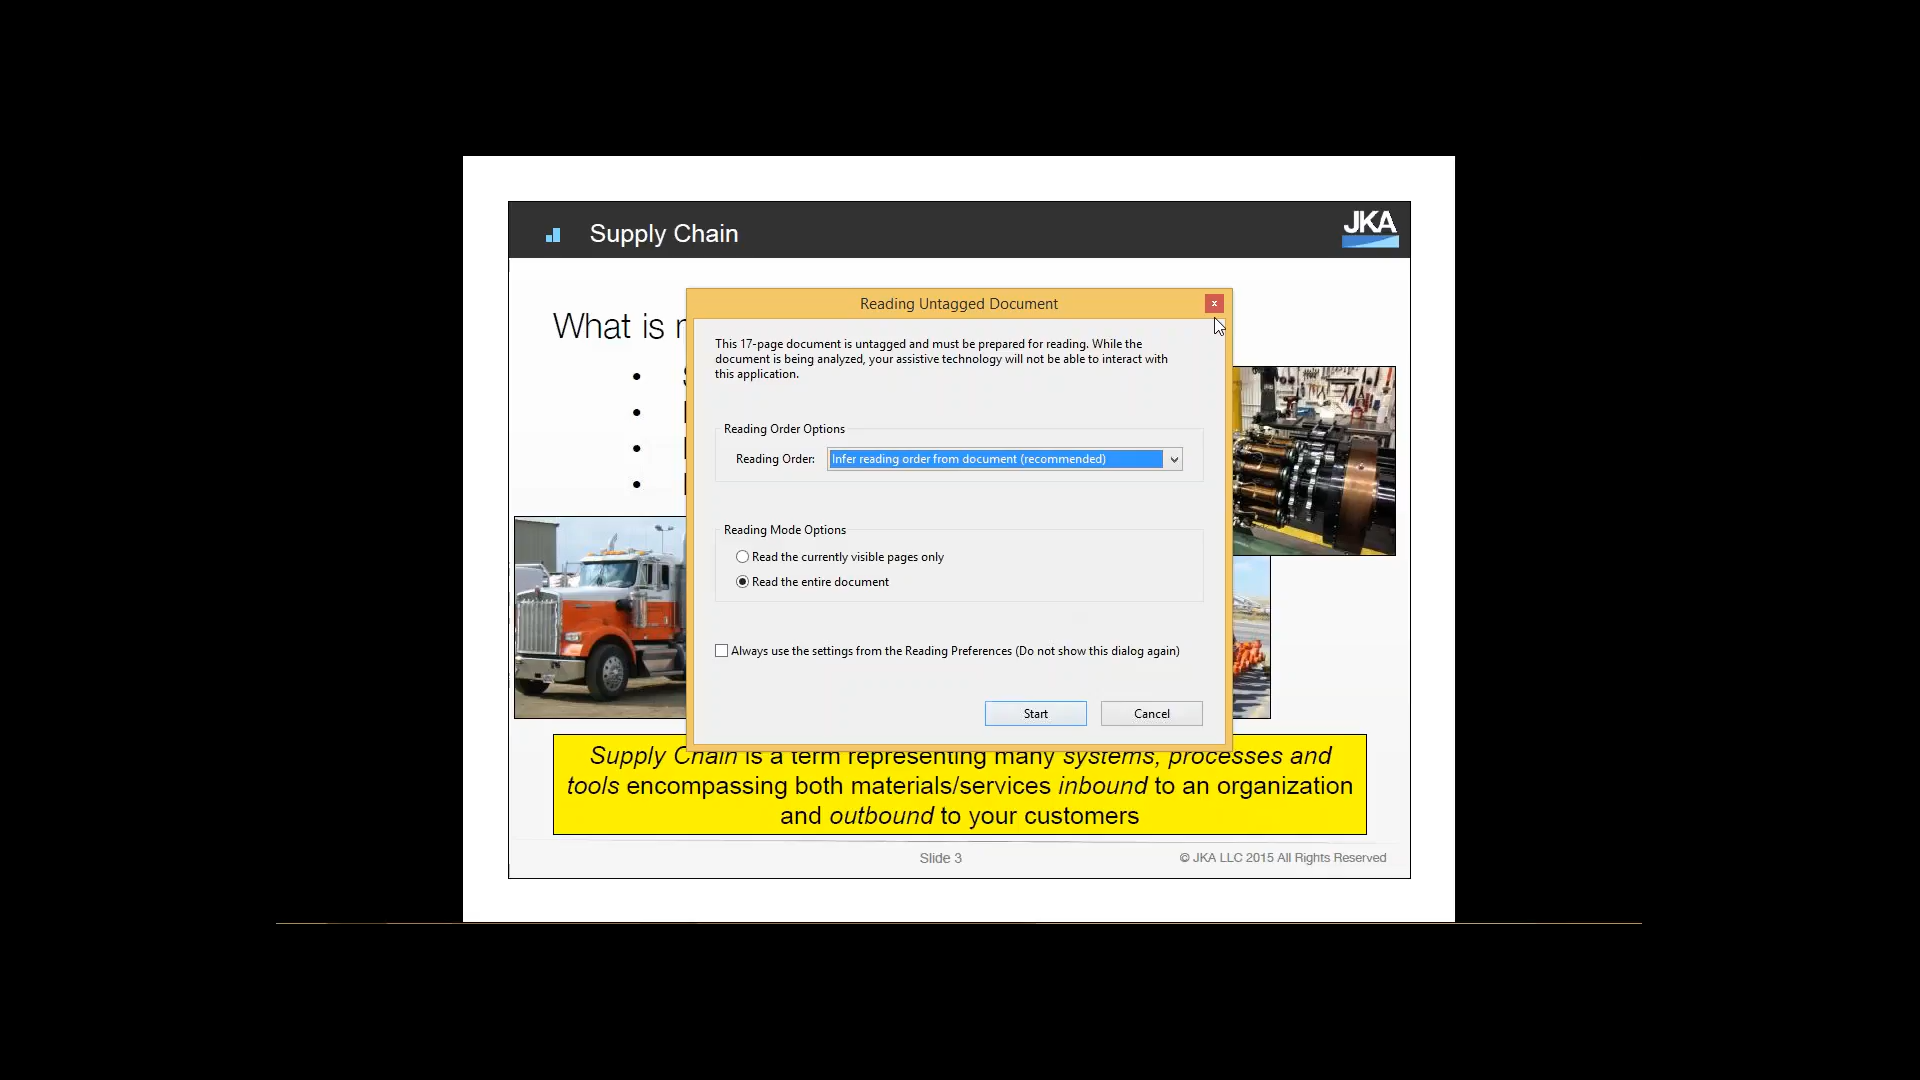 Supply Chain
JKA
What is
Reading Untagged Document
This 17-page document is untagged and must be prepared for reading. While the
document is being analyzed, your assistive technology will not be able to interact with
this application.
Reading Order Options
Reading Order: Infer reading order from document (recommended)
Reading Mode Options
Read the currently visible pages only
Read the entire document
Always use the settings from the Reading Preferences (Do not show this dialog again)
Start Cancel
Supply Chain is a term representing many systems, processes and
tools encompassing both materials/services inbound to an organization
and outbound to your customers
Slide 3
© JKA LLC 2015 All Rights Reserved